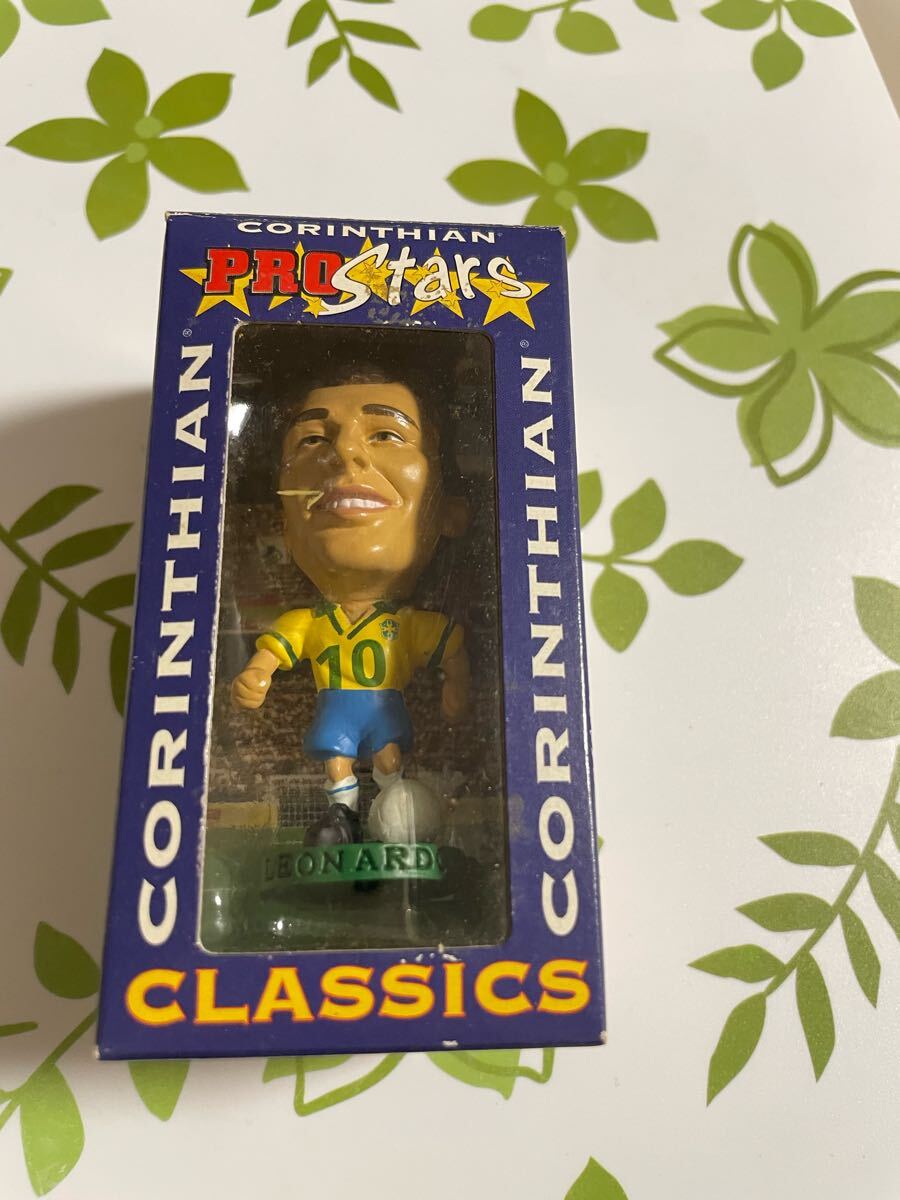 CORINTHIAN
PROStars
CORINTHIAN®
CORINTHIAN®
10
LEONARDO
CLASSICS